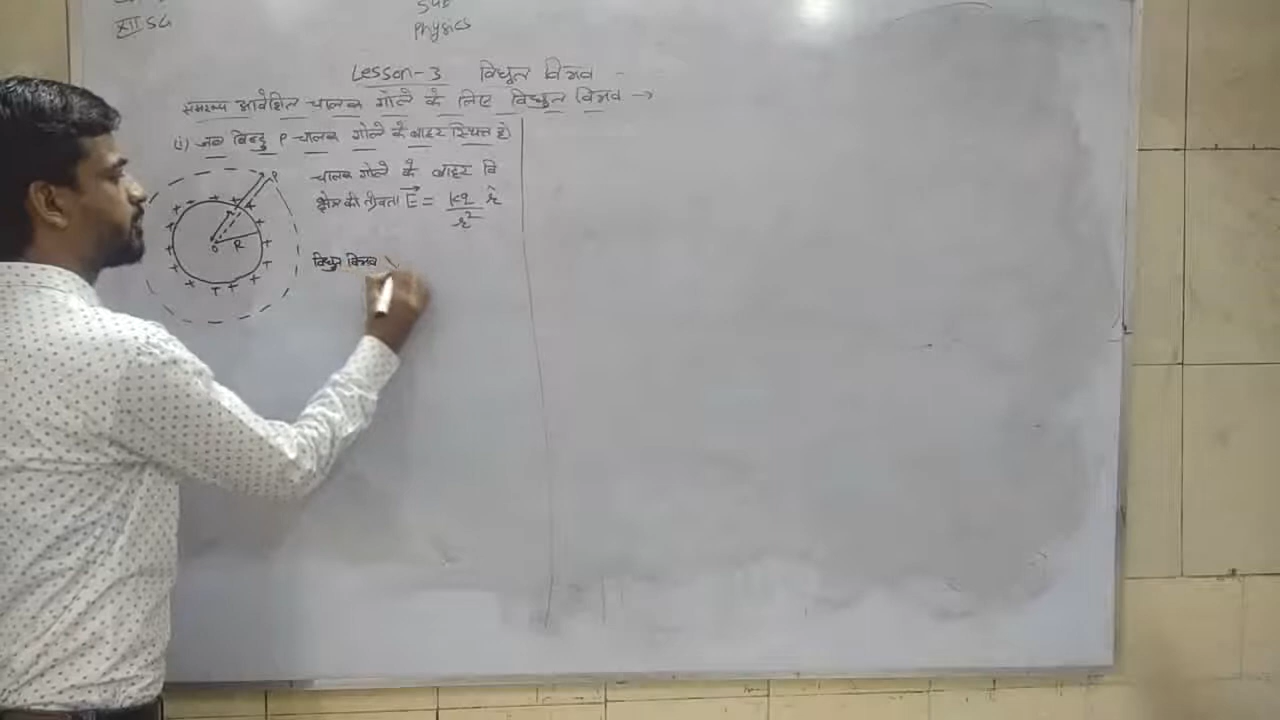 XII SG
Sub
Physics
Lesson-3 विधुत विभव -
समरूप आवेशित चालक गोले के लिए विधुत विभव →
(i) जब बिन्दु P चालक गोले के बाहर स्थित हो
चालक गोले के बाहर वि
क्षेत्र की तीव्रता E⃗ = kq/r² r̂
विधुत विभव
P
O
R